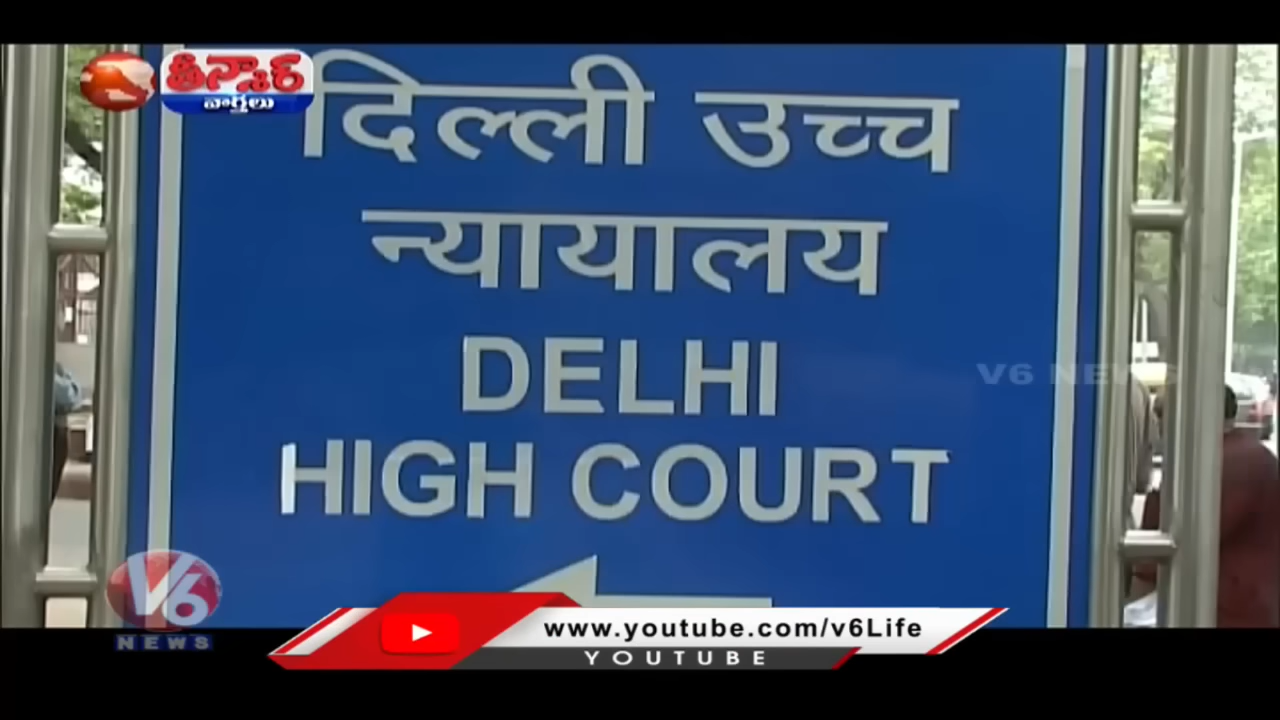 తీన్మార్
వార్తలు
दिल्ली उच्च
न्यायालय
DELHI
HIGH COURT
V6 NEWS
V6
NEWS
www.youtube.com/v6Life
YOUTUBE